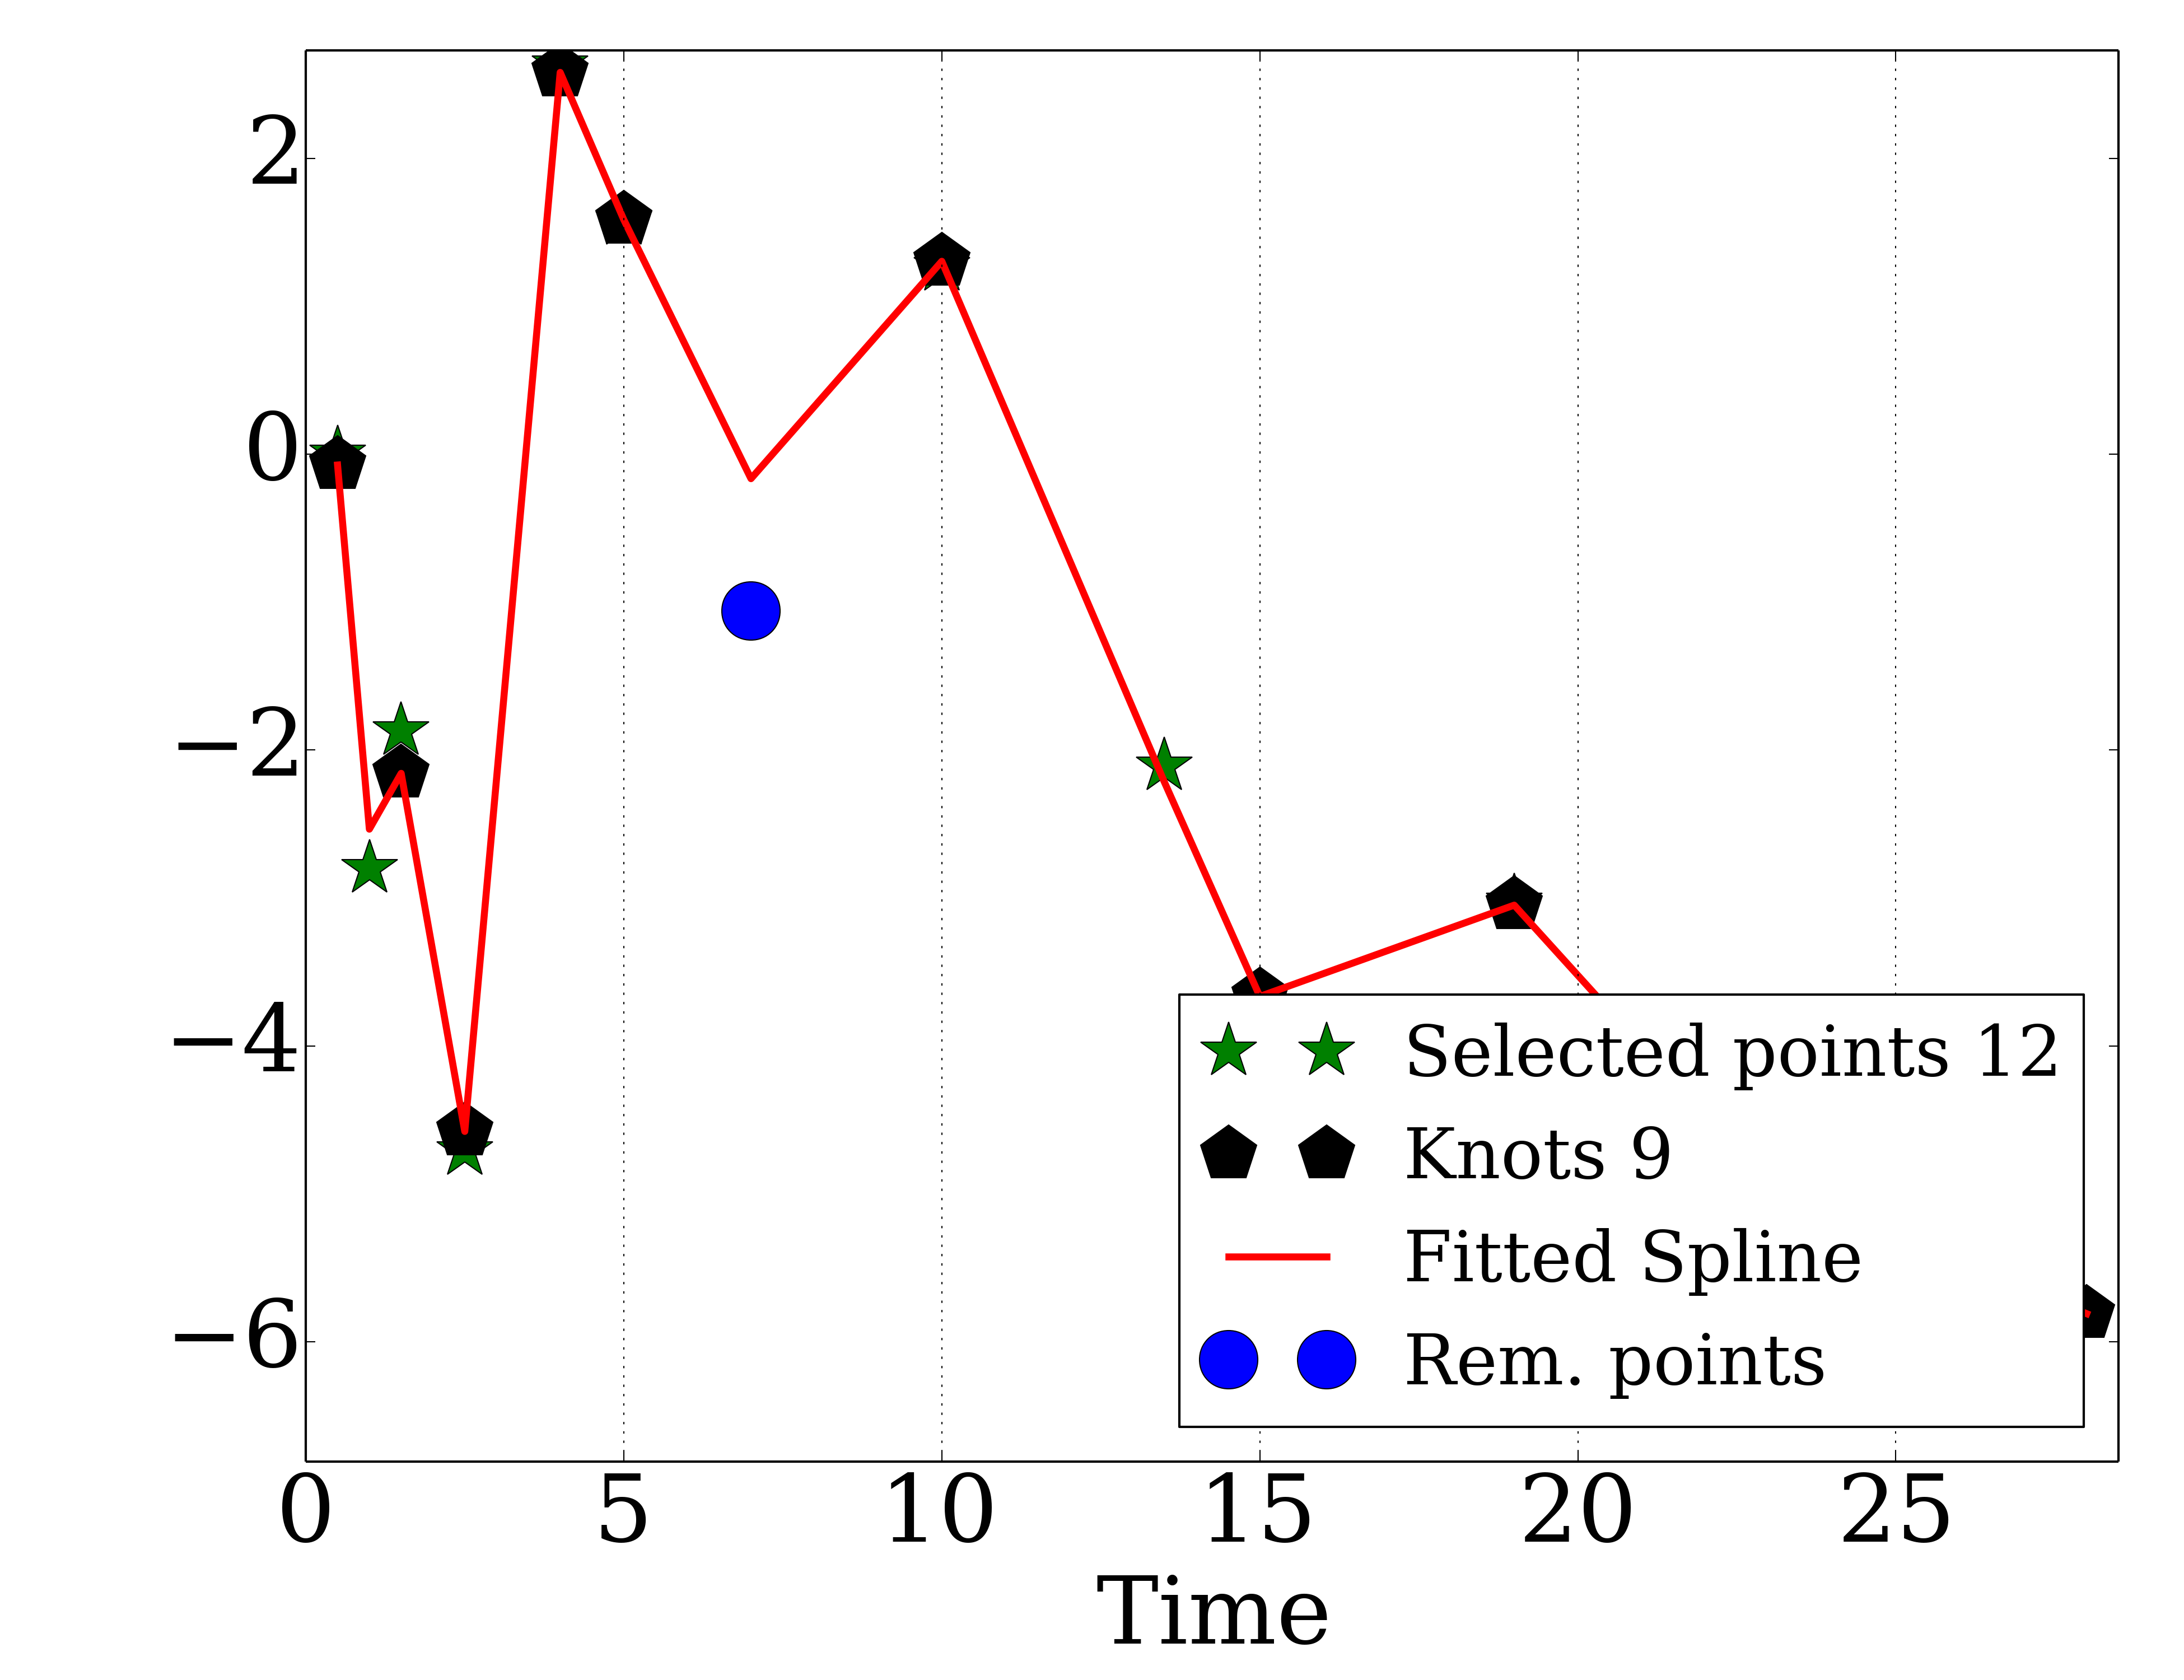 2
0
−2
−4
−6
0 5 10 15 20 25
Time
Selected points 12
Knots 9
Fitted Spline
Rem. points